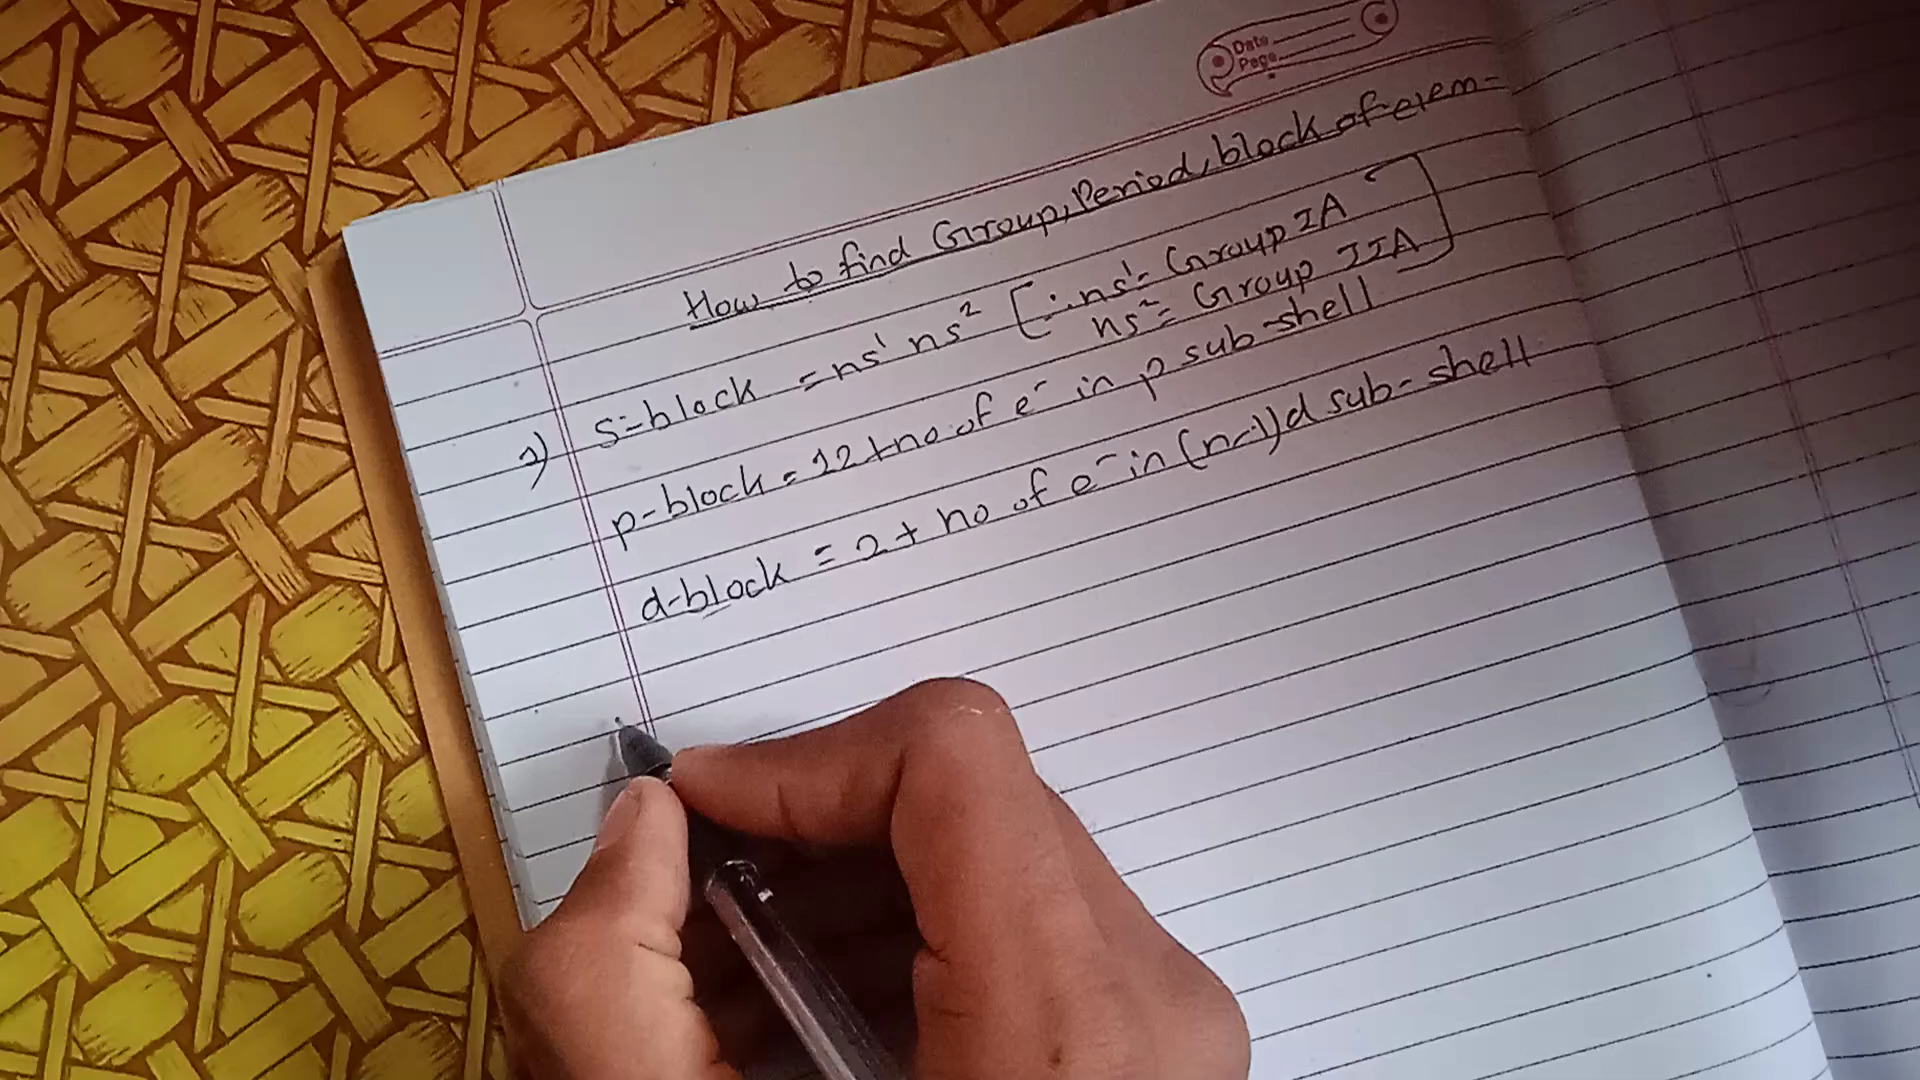 Date
Page
How to find Group, Period, block of elem-
1) s-block = ns¹ ns² [∵ ns¹ = Group IA
ns² = Group IIA]
p-block = 12 + no of e⁻ in p sub-shell
d-block = 2 + no of e⁻ in (n-1)d sub-shell